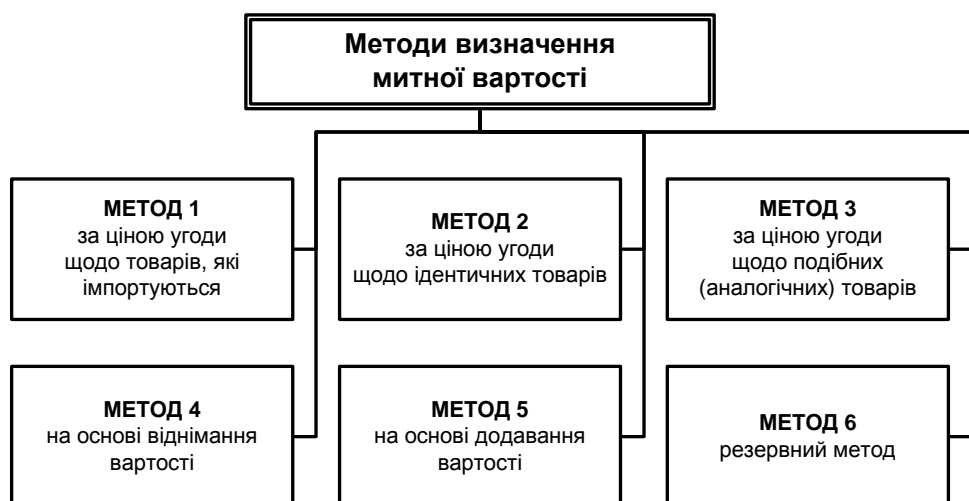 Методи визначення
митної вартості
МЕТОД 1
за ціною угоди
щодо товарів, які
імпортуються
МЕТОД 2
за ціною угоди
щодо ідентичних товарів
МЕТОД 3
за ціною угоди
щодо подібних
(аналогічних) товарів
МЕТОД 4
на основі віднімання
вартості
МЕТОД 5
на основі додавання
вартості
МЕТОД 6
резервний метод